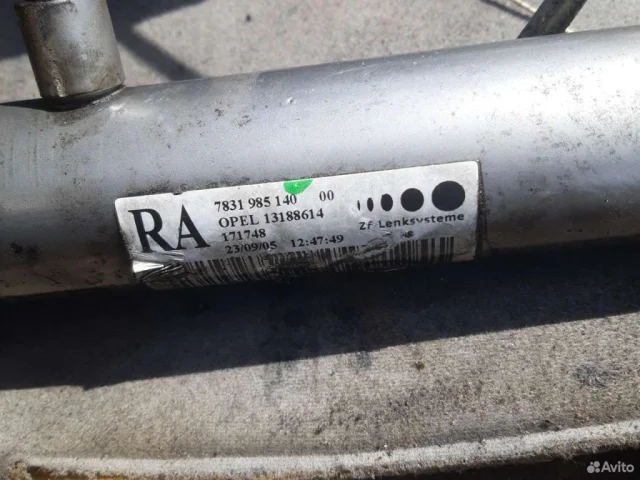 RA
7831 985 140 00
OPEL 13188614
171748
23/09/05 12:47:49
ZF Lenksysteme
Avito